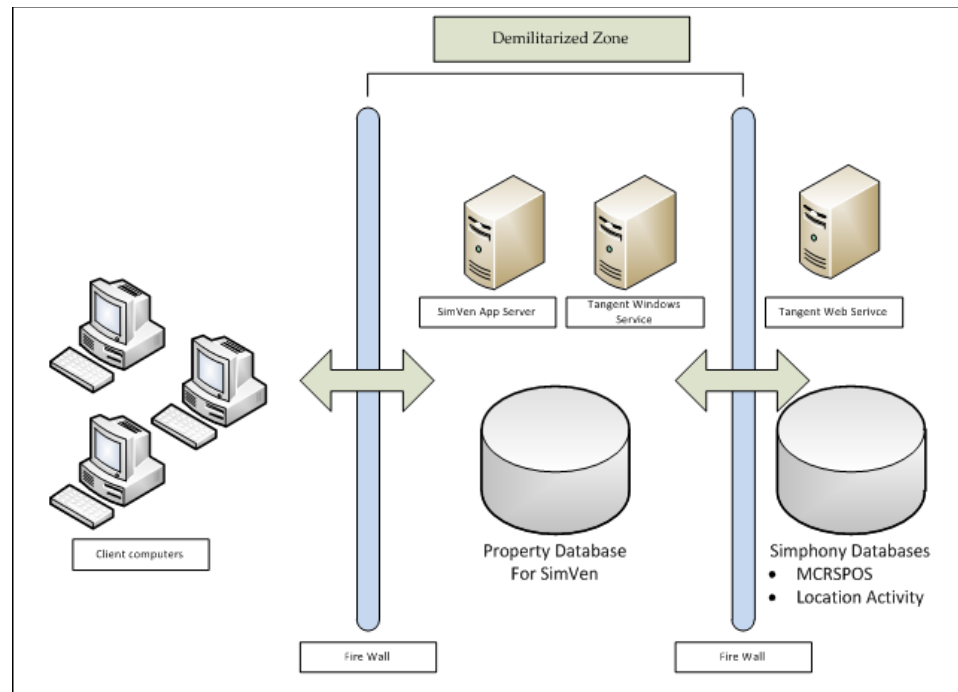 Demilitarized Zone
SimVen App Server
Tangent Windows
Service
Tangent Web Serivce
Client computers
Property Database
For SimVen
Simphony Databases
• MCRSPOS
• Location Activity
Fire Wall
Fire Wall